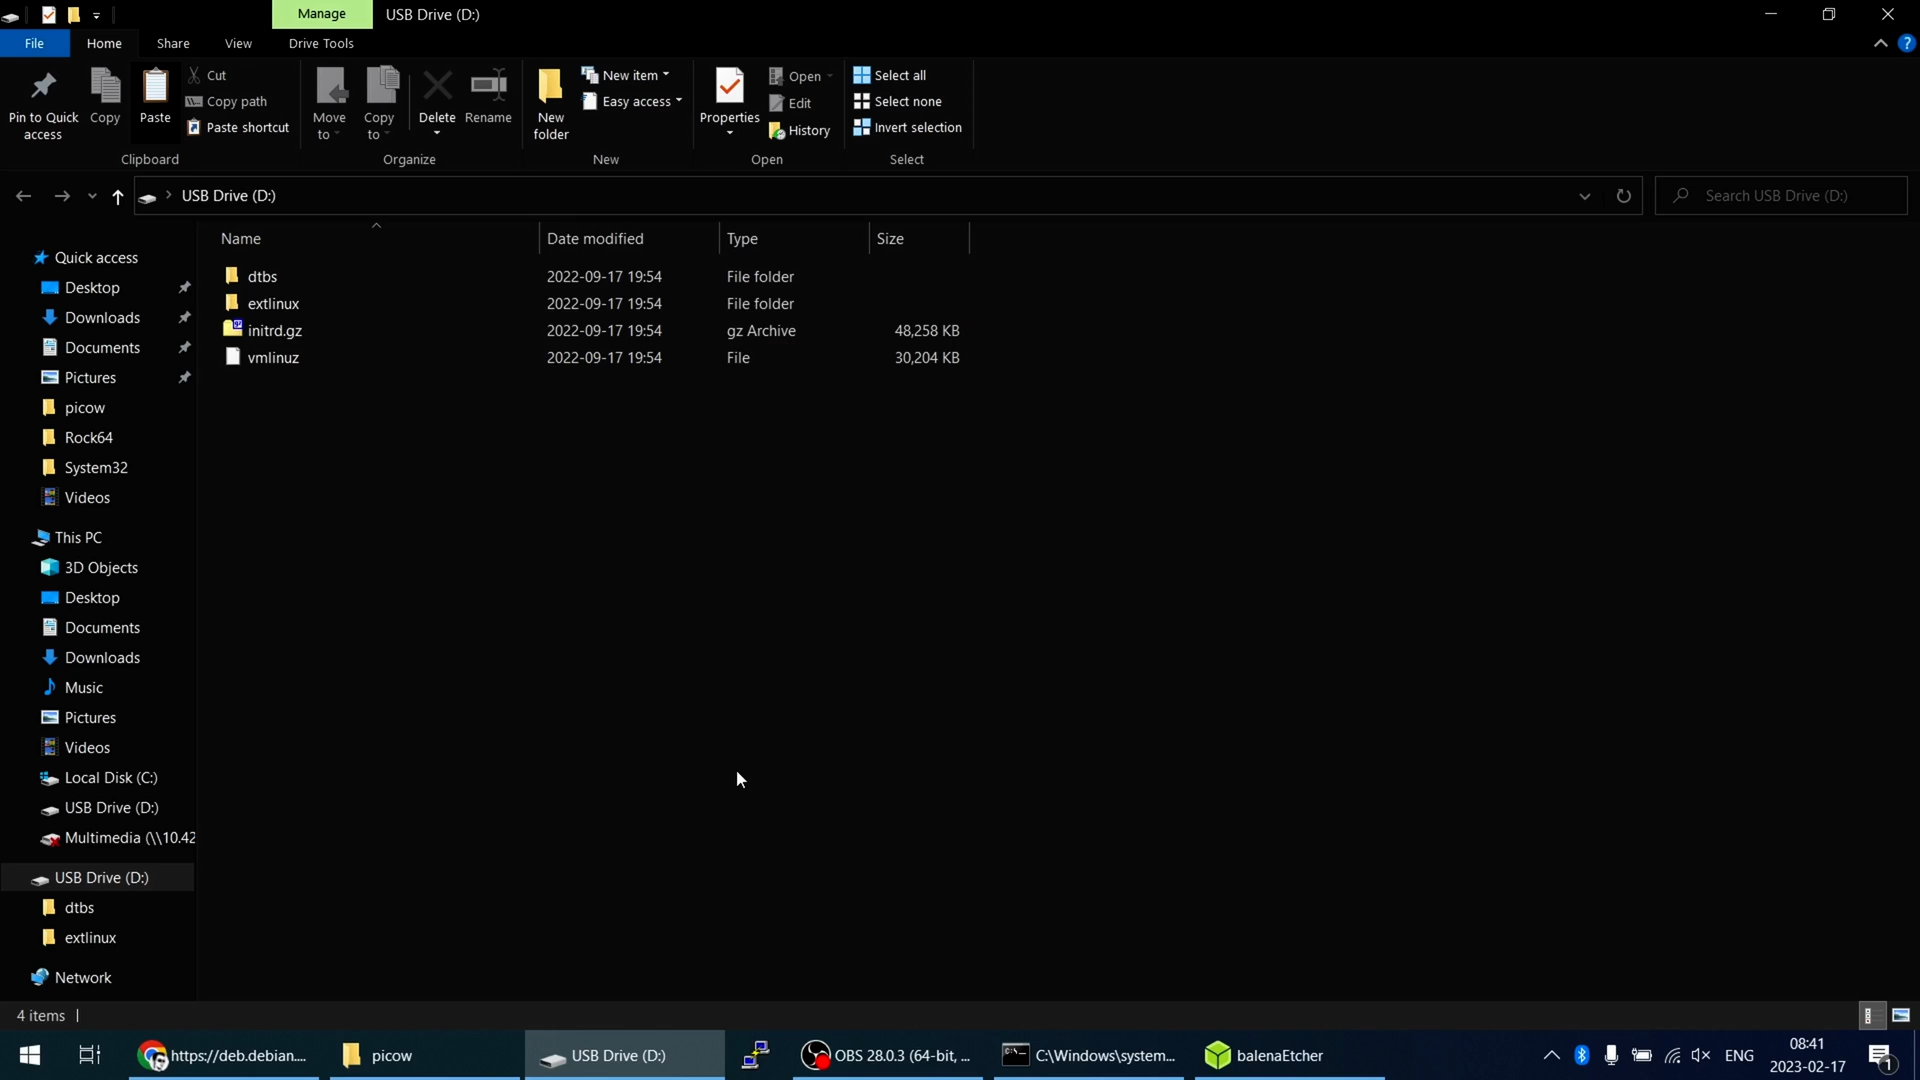 Manage
USB Drive (D:)
File
Home
Share
View
Drive Tools
Pin to Quick access
Copy
Paste
Cut
Copy path
Paste shortcut
Clipboard
Move to
Copy to
Delete
Rename
Organize
New folder
New item
Easy access
New
Properties
Open
Edit
History
Open
Select all
Select none
Invert selection
Select
USB Drive (D:)
Search USB Drive (D:)
Name Date modified Type Size
dtbs 2022-09-17 19:54 File folder
extlinux 2022-09-17 19:54 File folder
initrd.gz 2022-09-17 19:54 gz Archive 48,258 KB
vmlinuz 2022-09-17 19:54 File 30,204 KB
Quick access
Desktop
Downloads
Documents
Pictures
picow
Rock64
System32
Videos
This PC
3D Objects
Desktop
Documents
Downloads
Music
Pictures
Videos
Local Disk (C:)
USB Drive (D:)
Multimedia (\\10.42
USB Drive (D:)
dtbs
extlinux
Network
4 items
https://deb.debian....
picow
USB Drive (D:)
OBS 28.0.3 (64-bit, ...
C:\Windows\system...
balenaEtcher
ENG
08:41
2023-02-17
1